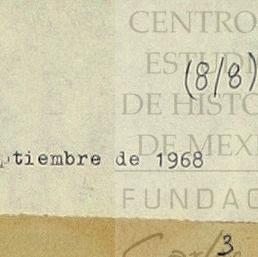 CENTRO
ESTUDI
(8/8)
DE HISTO
DE MEXI
ptiembre de 1968
FUNDAC
3